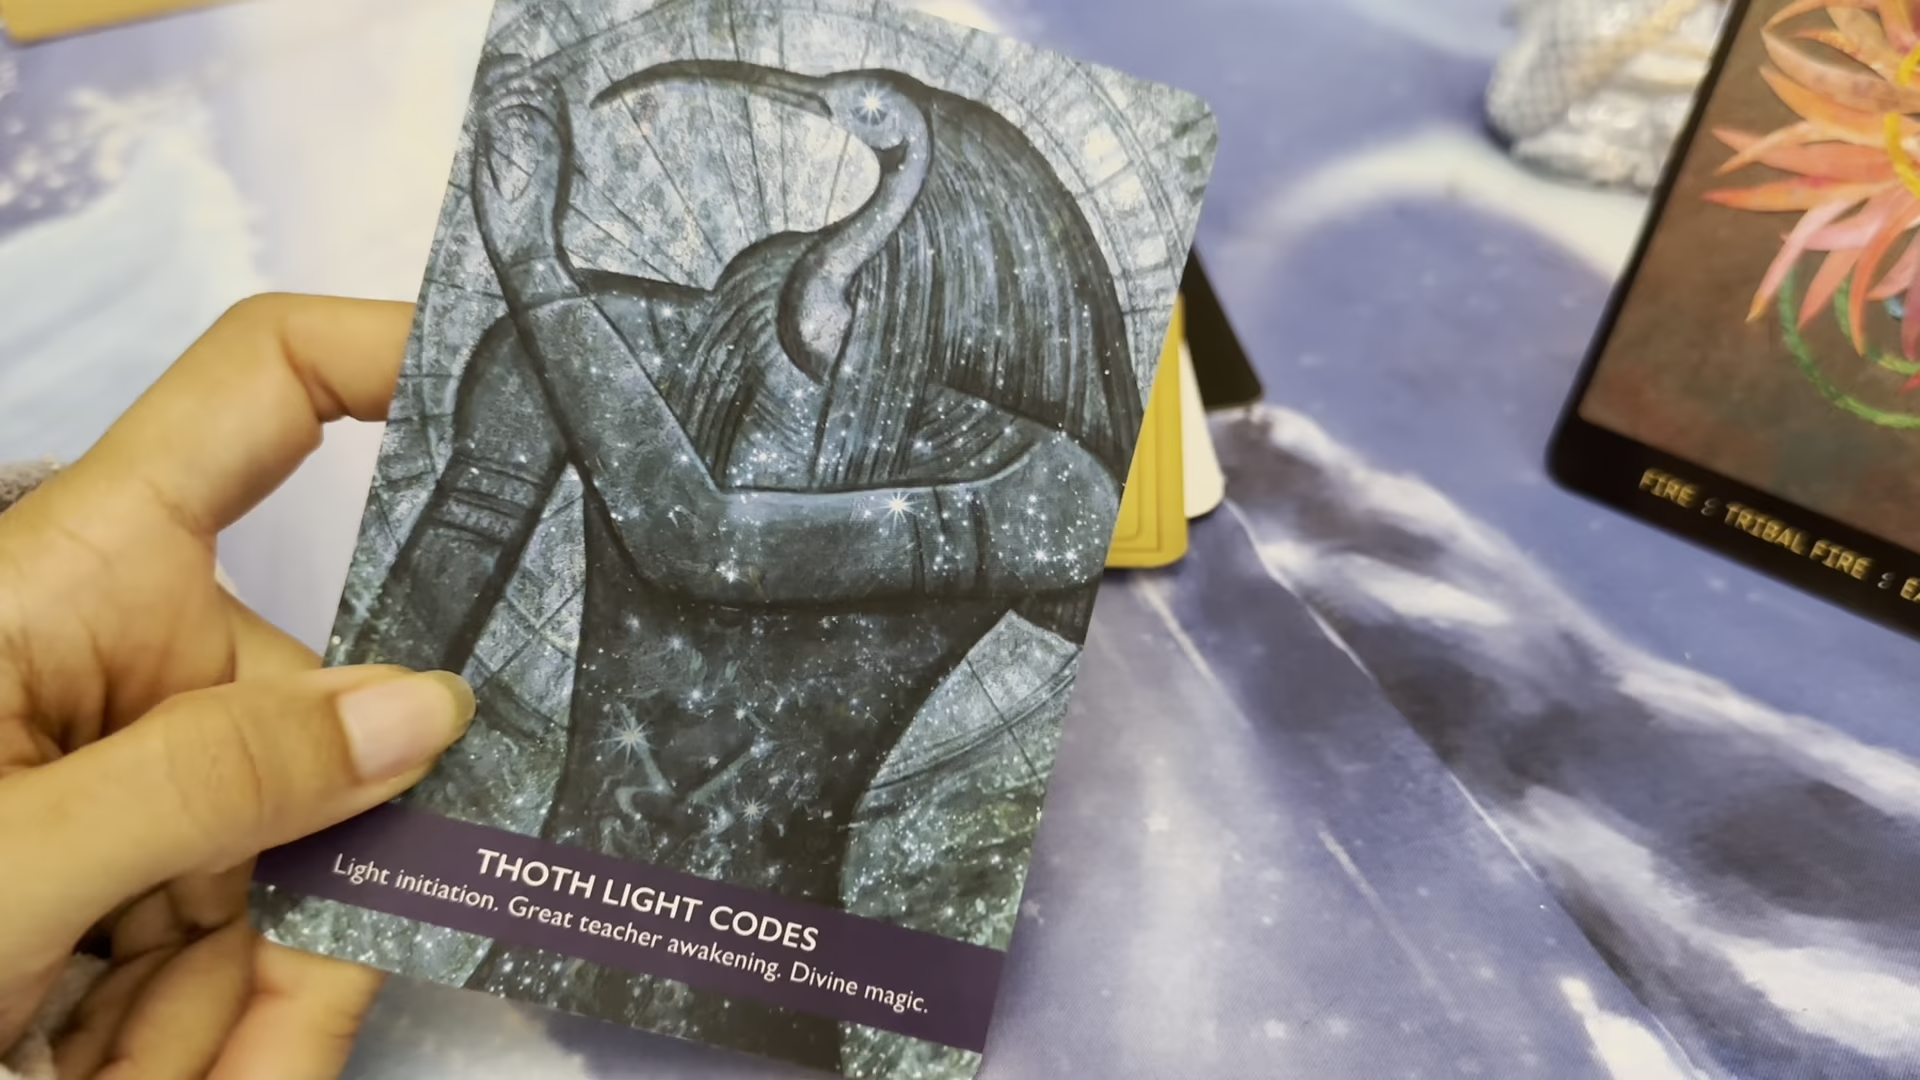 THOTH LIGHT CODES
Light initiation. Great teacher awakening. Divine magic.
FIRE : TRIBAL FIRE :